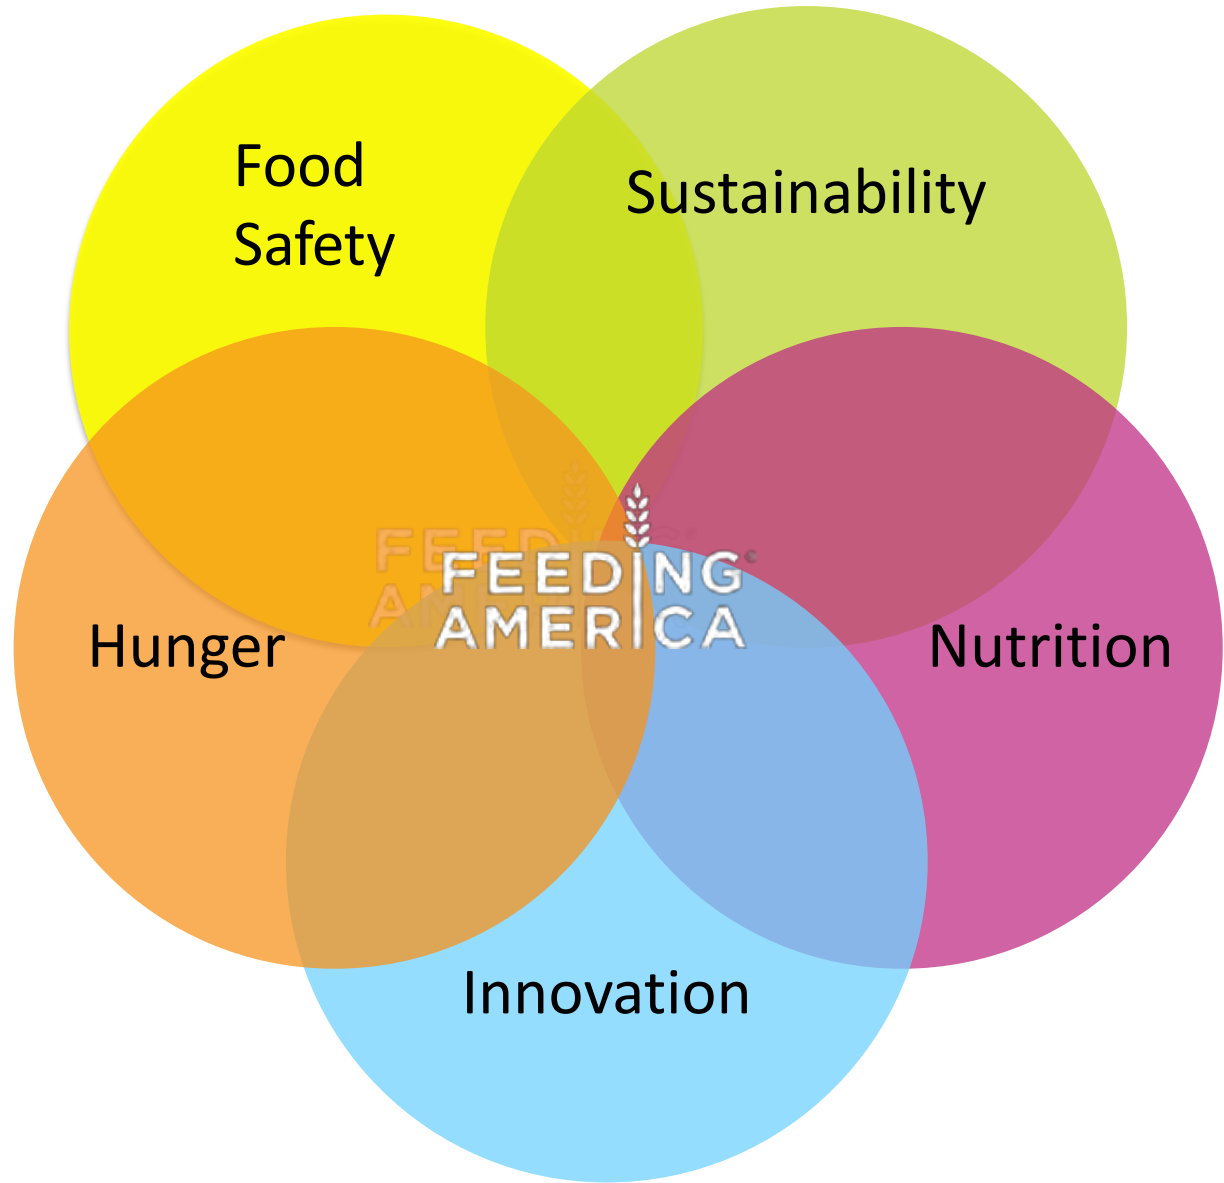 Food
Safety
Sustainability
FEEDING®
AMERICA
Hunger
Nutrition
Innovation